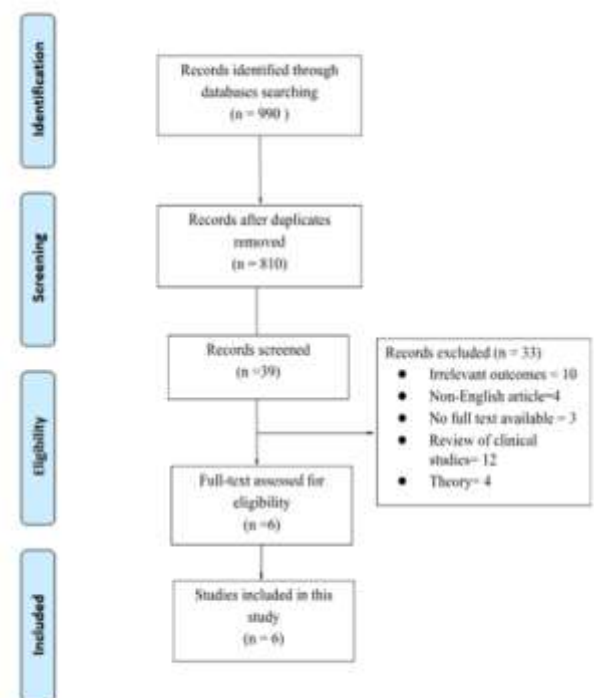 Identification
Records identified through
databases searching
(n = 990 )
Screening
Records after duplicates
removed
(n = 810)
Records screened
(n =39)
Records excluded (n = 33)
● Irrelevant outcomes = 10
● Non-English article=4
● No full text available = 3
● Review of clinical
studies= 12
● Theory= 4
Eligibility
Full-text assessed for
eligibility
(n =6)
Included
Studies included in this
study
(n = 6)